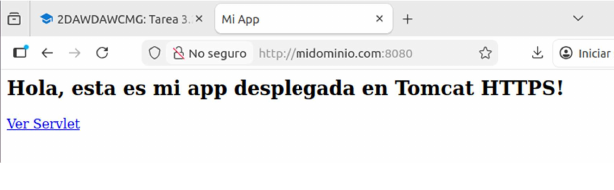 2DAWDAWCMG: Tarea 3.
Mi App
No seguro
http://midominio.com:8080
Iniciar
Hola, esta es mi app desplegada en Tomcat HTTPS!
Ver Servlet